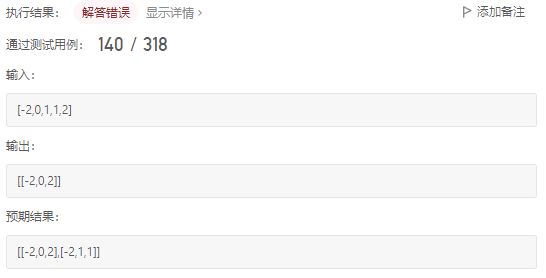 执行结果： 解答错误 显示详情 › 添加备注
通过测试用例： 140 / 318
输入：
[-2,0,1,1,2]
输出：
[[-2,0,2]]
预期结果：
[[-2,0,2],[-2,1,1]]